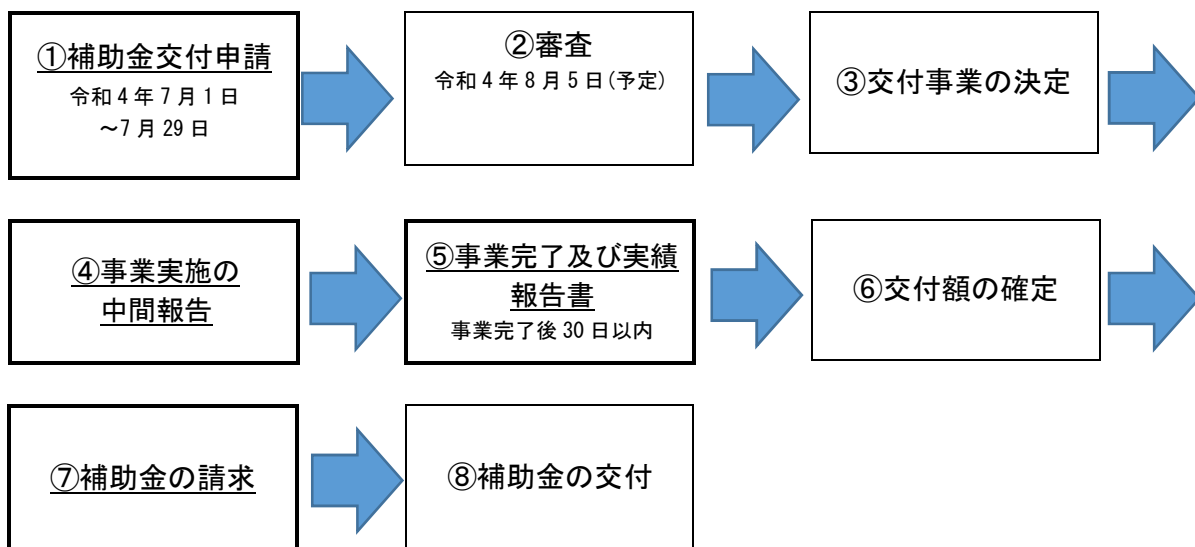 ①補助金交付申請
令和4年7月1日
～7月29日
②審査
令和4年8月5日(予定)
③交付事業の決定
④事業実施の
中間報告
⑤事業完了及び実績
報告書
事業完了後30日以内
⑥交付額の確定
⑦補助金の請求
⑧補助金の交付